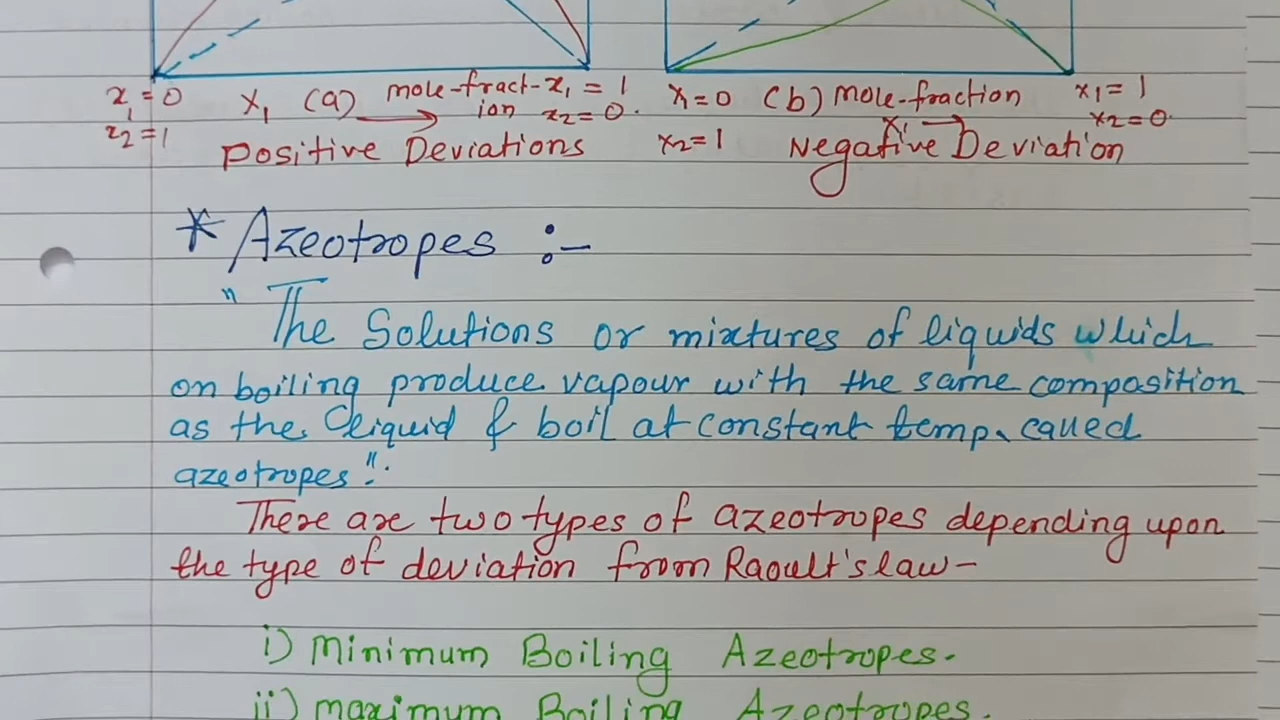 x₁ = 0 X₁ (a) mole-fract- x₁ = 1 x₁=0 (b) mole-fraction x₁ = 1
x₂ = 1 ion x₂ = 0. x₂ = 1 X₁ x₂ = 0.
Positive Deviations Negative Deviation
* Azeotropes :-
"The Solutions or mixtures of liquids which
on boiling produce vapour with the same composition
as the liquid & boil at constant temp. called
azeotropes".
There are two types of azeotropes depending upon
the type of deviation from Raoult's law-
i) Minimum Boiling Azeotropes.
ii) maximum Boiling Azeotropes.